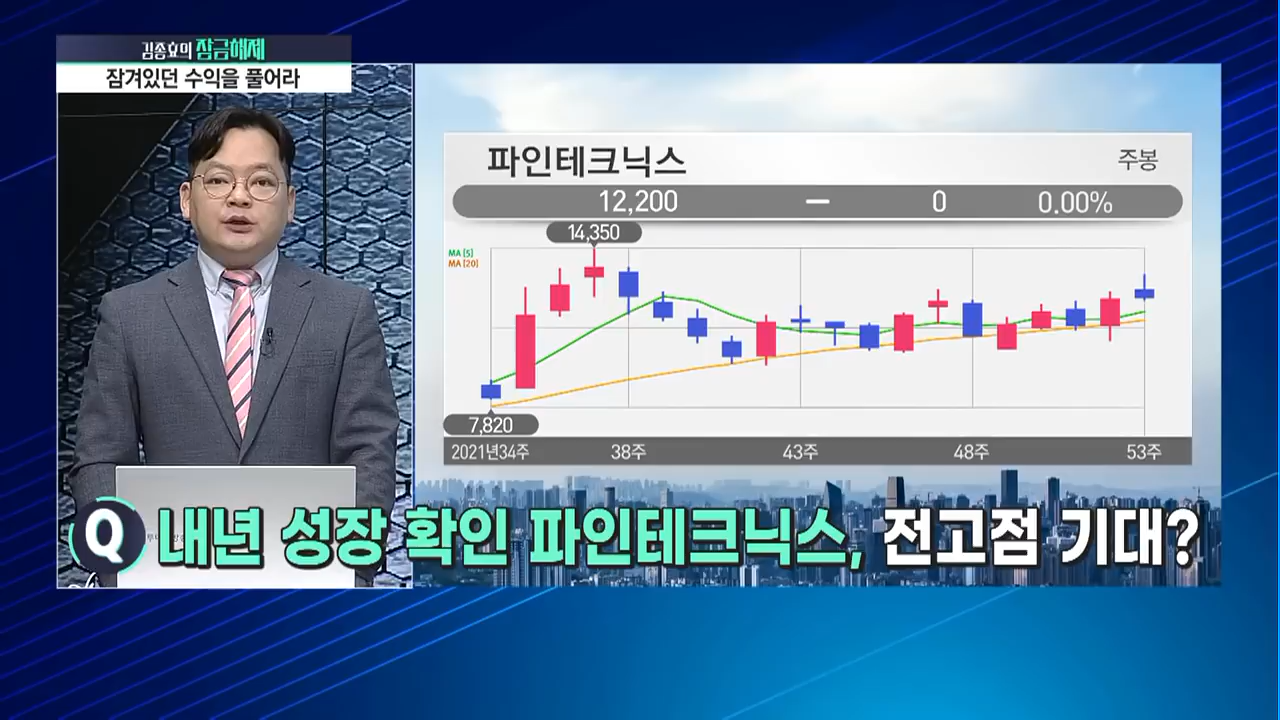 김종효의 잠금해제
잠겨있던 수익을 풀어라
파인테크닉스
주봉
12,200 ― 0 0.00%
14,350
MA [5]
MA [20]
7,820
2021년34주 38주 43주 48주 53주
Q 내년 성장 확인 파인테크닉스, 전고점 기대?